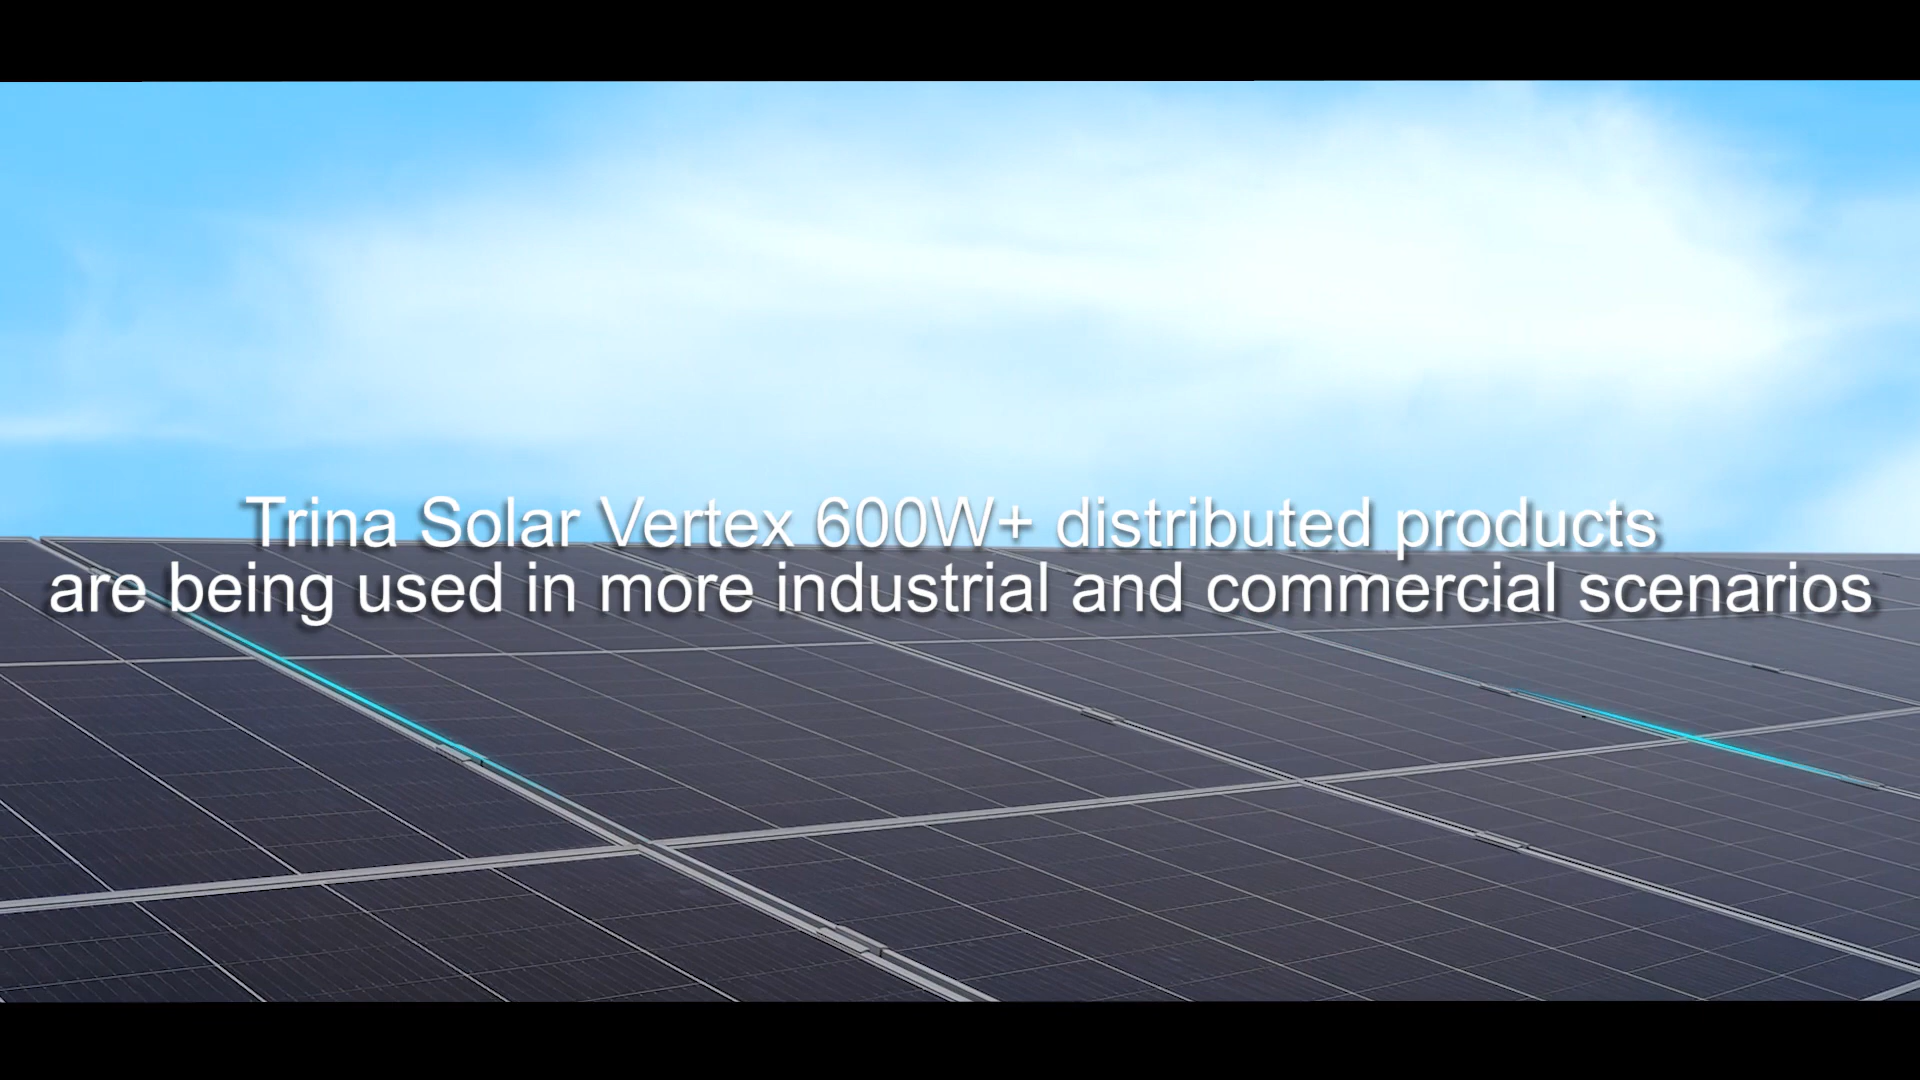 Trina Solar Vertex 600W+ distributed products
are being used in more industrial and commercial scenarios